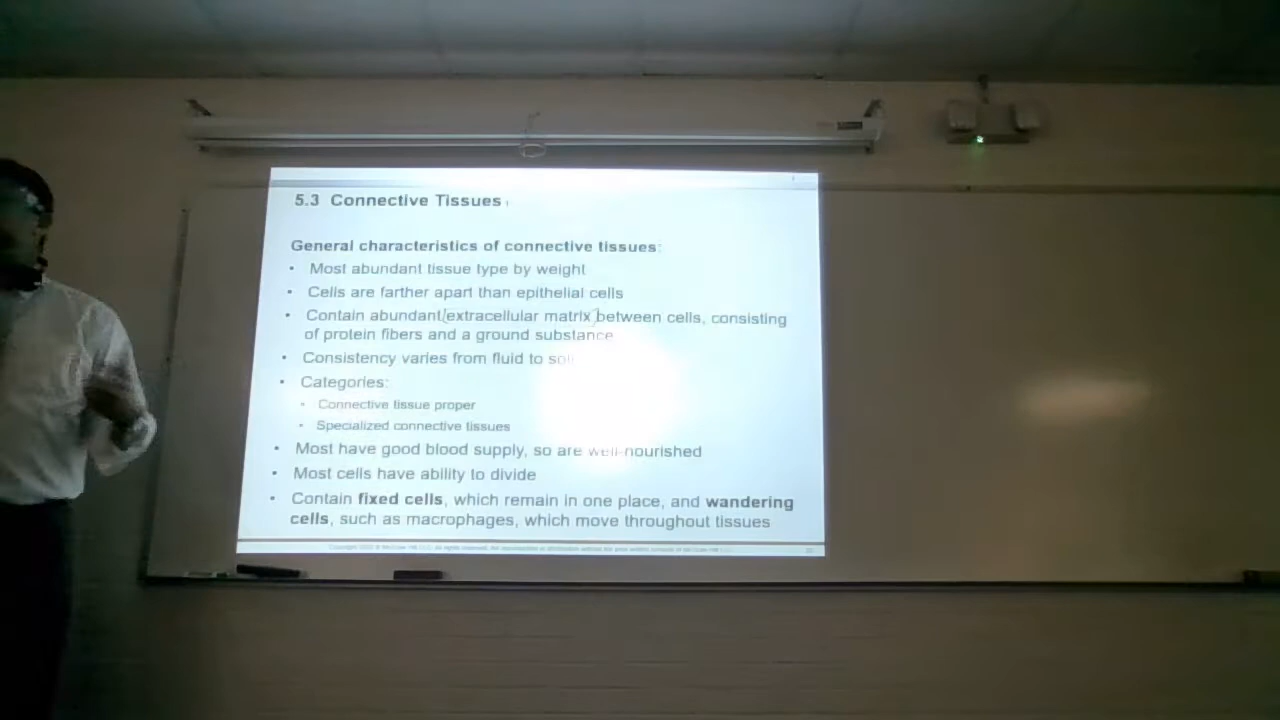 5.3 Connective Tissues 1
General characteristics of connective tissues:
• Most abundant tissue type by weight
• Cells are farther apart than epithelial cells
• Contain abundant extracellular matrix between cells, consisting
of protein fibers and a ground substance
• Consistency varies from fluid to
• Categories:
• Connective tissue proper
• Specialized connective tissues
• Most have good blood supply, so are well-nourished
• Most cells have ability to divide
• Contain fixed cells, which remain in one place, and wandering
cells, such as macrophages, which move throughout tissues